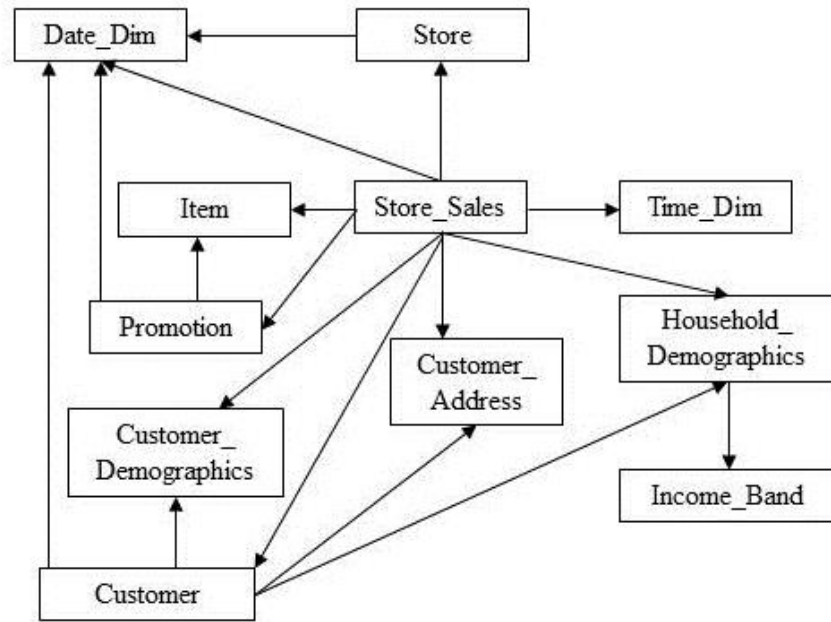 Date_Dim
Store
Item
Store_Sales
Time_Dim
Promotion
Household_
Demographics
Customer_
Address
Customer_
Demographics
Income_Band
Customer